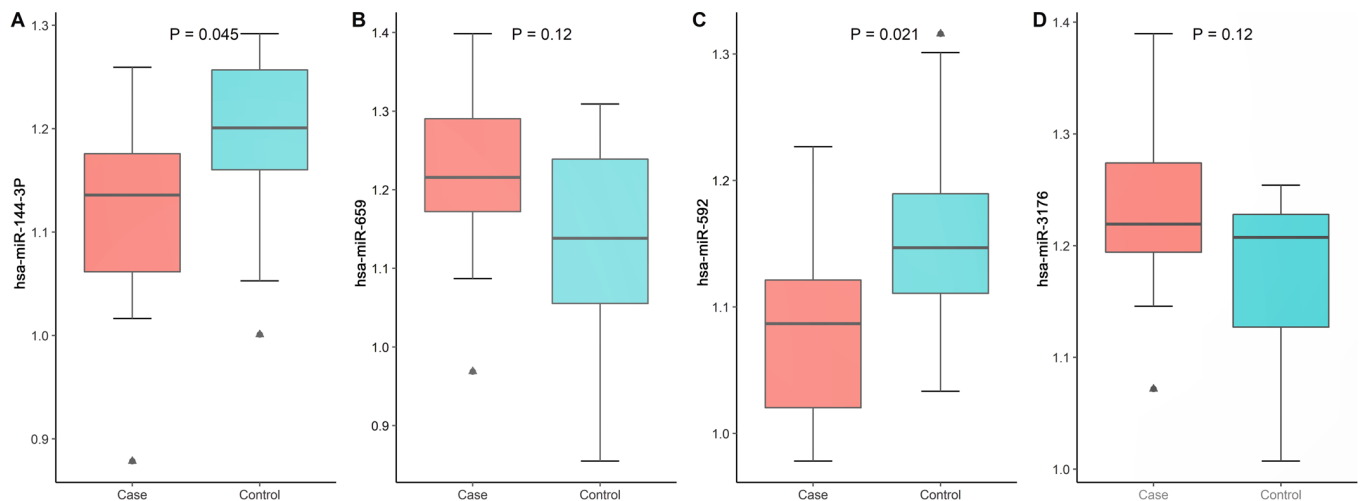 A
P = 0.045
hsa-miR-144-3P
1.3
1.2
1.1
1.0
0.9
Case
Control
B
P = 0.12
hsa-miR-659
1.4
1.3
1.2
1.1
1.0
0.9
Case
Control
C
P = 0.021
hsa-miR-592
1.3
1.2
1.1
1.0
Case
Control
D
P = 0.12
hsa-miR-3176
1.4
1.3
1.2
1.1
1.0
Case
Control